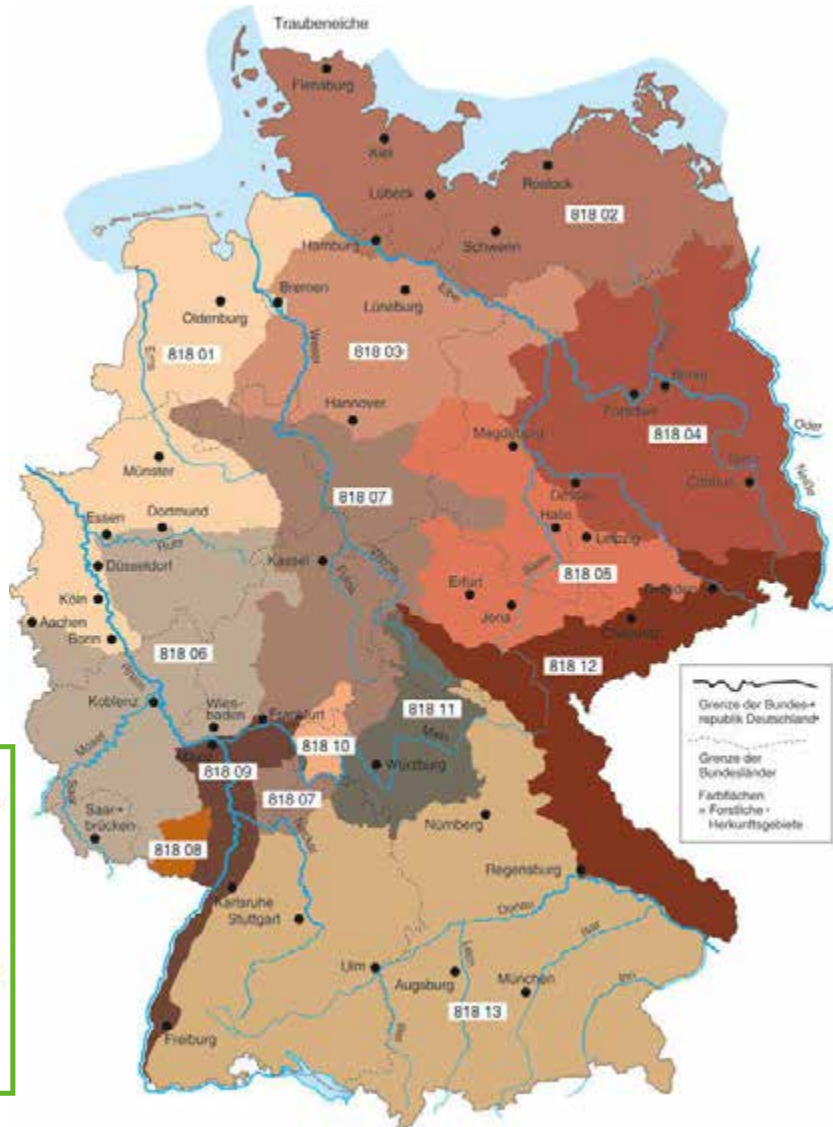 Traubeneiche
Flensburg
Kiel
Rostock
Lübeck
818 02
Hamburg
Schwerin
Elbe
Bremen
Lüneburg
Oldenburg
Weser
Ems
818 01
818 03
Berlin
Hannover
Potsdam
Magdeburg
818 04
Oder
Neiße
Münster
818 07
Cottbus
Dessau
Essen
Dortmund
Ruhr
Halle
Leipzig
Düsseldorf
Kassel
Fulda
Werra
Saale
818 05
Köln
Erfurt
Dresden
Aachen
Jena
Chemnitz
Bonn
Rhein
818 06
818 12
Koblenz
Wies-
baden
Frankfurt
818 11
Mosel
Main
818 10
Mainz
Würzburg
818 09
Saar
818 07
Saar-
brücken
Neckar
Nürnberg
818 08
Regensburg
Karlsruhe
Stuttgart
Donau
Isar
Ulm
Lech
Augsburg
München
Inn
818 13
Freiburg
Grenze der Bundes-
republik Deutschland
Grenze der
Bundesländer
Farbflächen
= Forstliche
Herkunftsgebiete